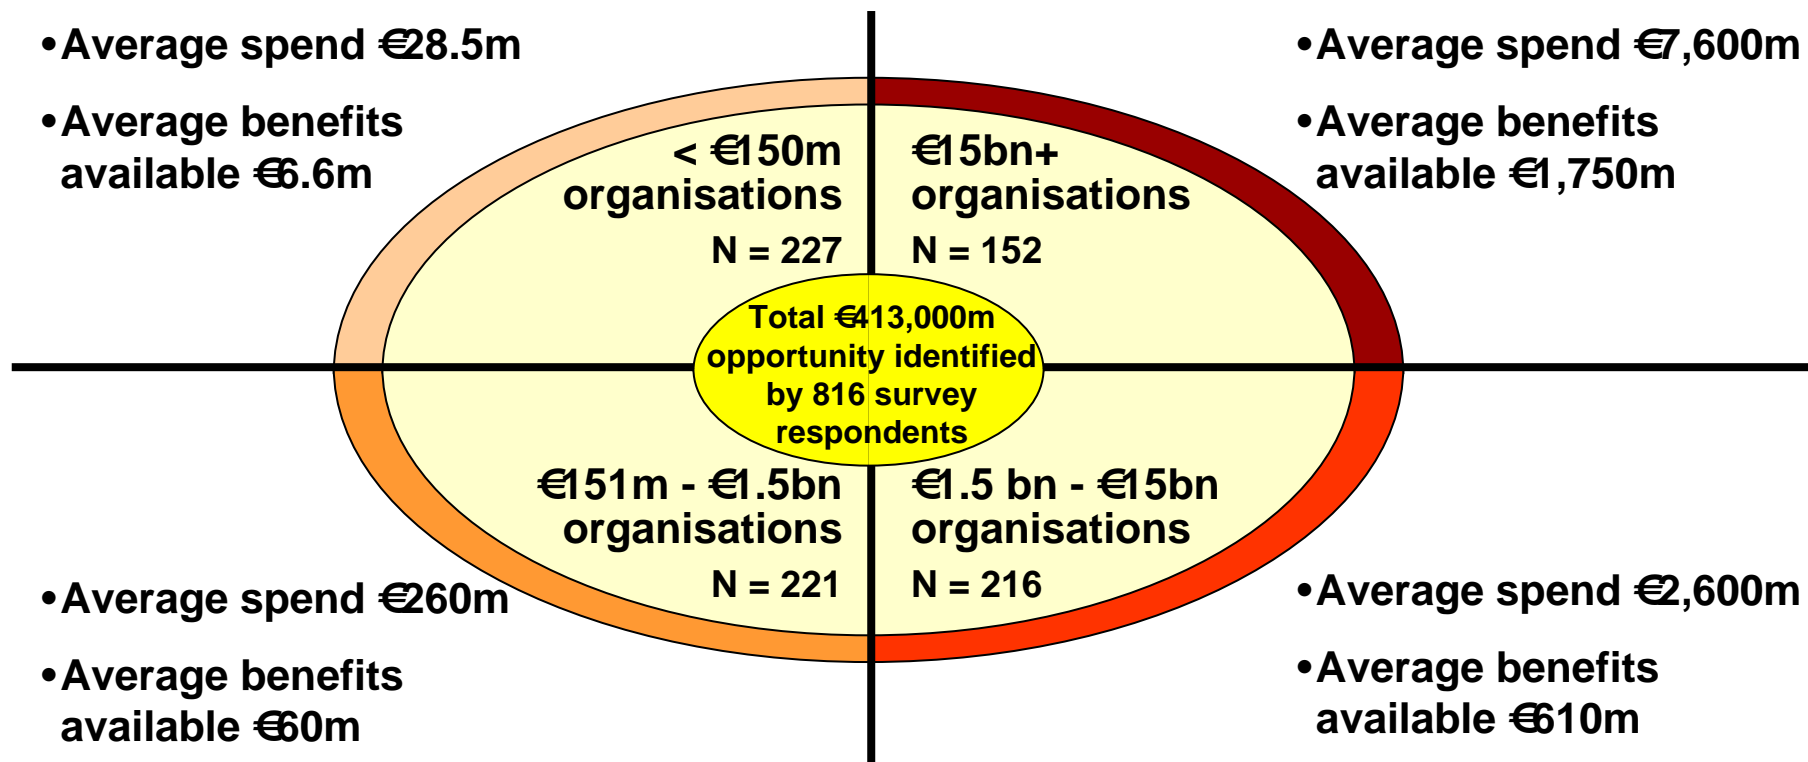 •Average spend €28.5m
•Average benefits
available €6.6m
< €150m
organisations
N = 227
€15bn+
organisations
N = 152
•Average spend €7,600m
•Average benefits
available €1,750m
Total €413,000m
opportunity identified
by 816 survey
respondents
€151m - €1.5bn
organisations
N = 221
€1.5 bn - €15bn
organisations
N = 216
•Average spend €260m
•Average benefits
available €60m
•Average spend €2,600m
•Average benefits
available €610m